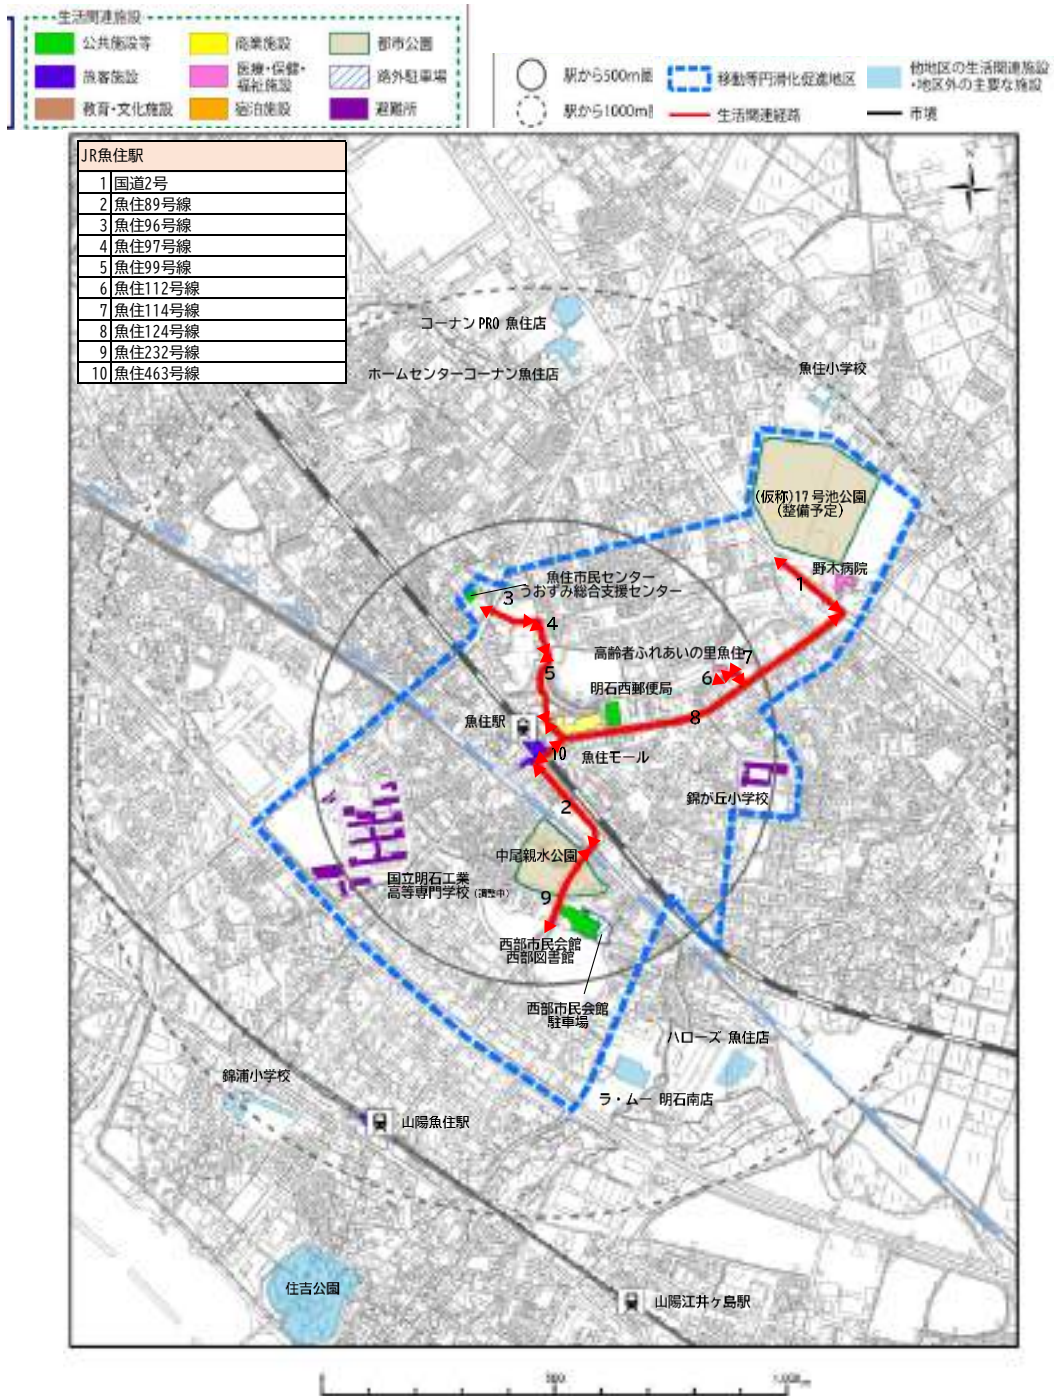 生活関連施設
公共施設等
商業施設
都市公園
旅客施設
医療・保健・
福祉施設
路外駐車場
教育・文化施設
宿泊施設
避難所
駅から500m圏
移動等円滑化促進地区
他地区の生活関連施設
・地区外の主要な施設
駅から1000m圏
生活関連経路
市境
JR魚住駅
1 国道2号
2 魚住89号線
3 魚住96号線
4 魚住97号線
5 魚住99号線
6 魚住112号線
7 魚住114号線
8 魚住124号線
9 魚住232号線
10 魚住463号線
コーナン PRO 魚住店
ホームセンターコーナン魚住店
魚住小学校
(仮称)17号池公園
(整備予定)
野木病院
1
魚住市民センター
うおずみ総合支援センター
3
4
高齢者ふれあいの里魚住
7
5
6
明石西郵便局
魚住駅
8
10
魚住モール
錦が丘小学校
2
中尾親水公園
国立明石工業
高等専門学校(調整中)
9
西部市民会館
西部図書館
西部市民会館
駐車場
ハローズ 魚住店
錦浦小学校
ラ・ムー 明石南店
山陽魚住駅
住吉公園
山陽江井ヶ島駅
500
1,000m